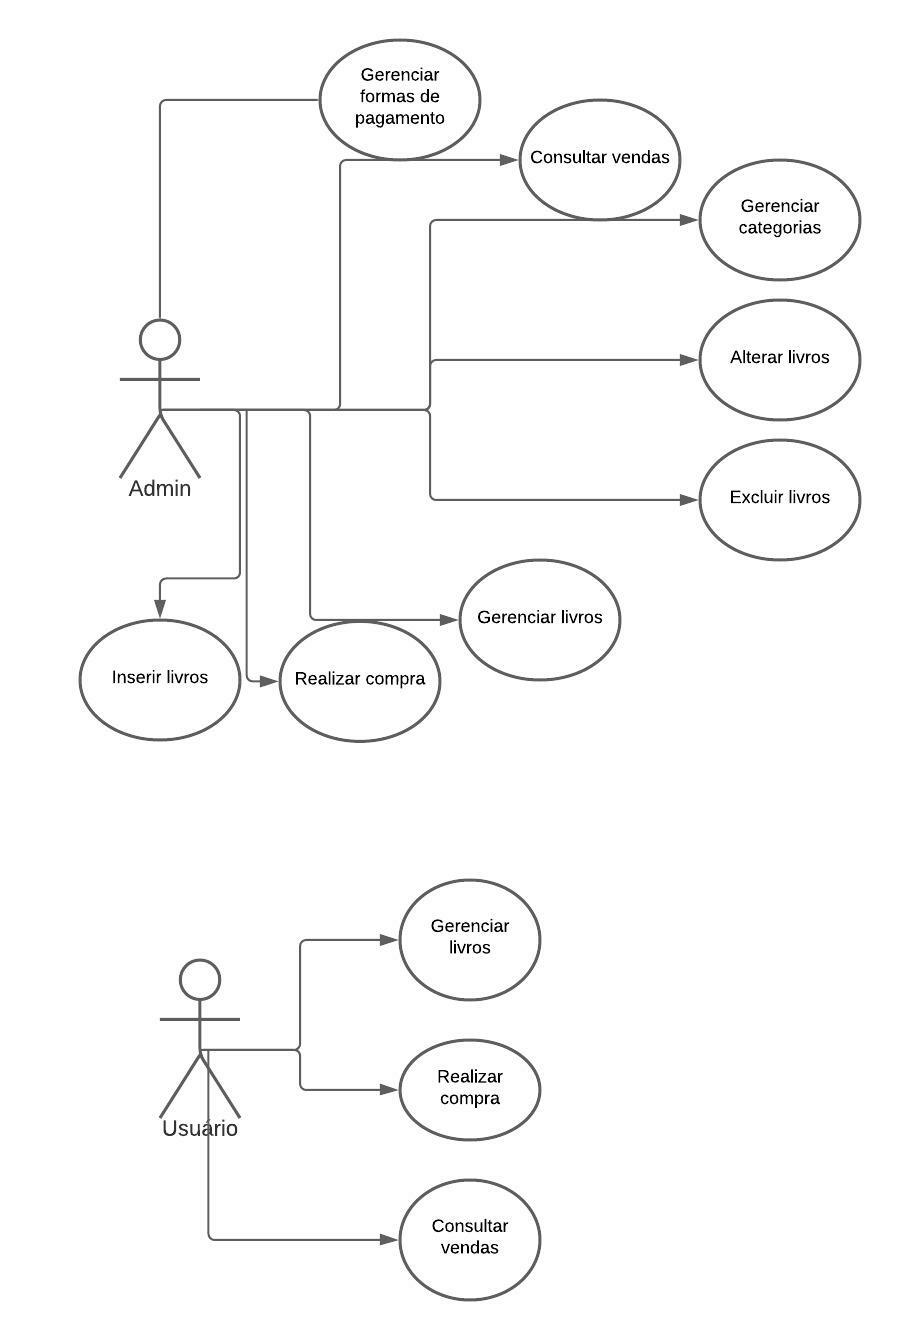 Gerenciar
formas de
pagamento
Consultar vendas
Gerenciar
categorias
Alterar livros
Admin
Excluir livros
Gerenciar livros
Inserir livros
Realizar compra
Gerenciar
livros
Realizar
compra
Usuário
Consultar
vendas